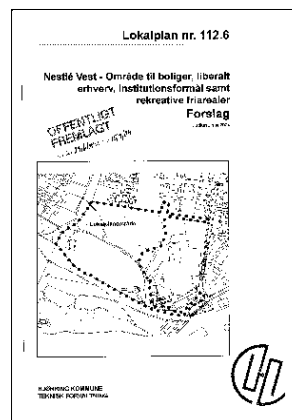 Lokalplan nr. 112.6
Nestlé Vest - Område til boliger, liberalt
erhverv, institutionsformål samt
rekreative friarealer
Forslag
OFFENTLIGT
FREMLAGT
HJØRRING KOMMUNE
TEKNISK FORVALTNING